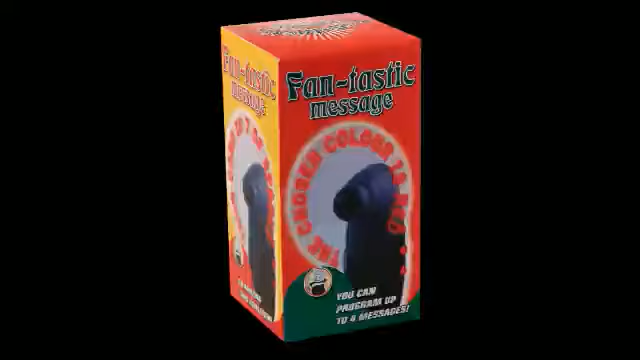 Fan-tastic
message
Fan-tastic
message
THE CHOSEN COLOUR IS RED
YOU CAN
PROGRAM UP
TO 4 MESSAGES!